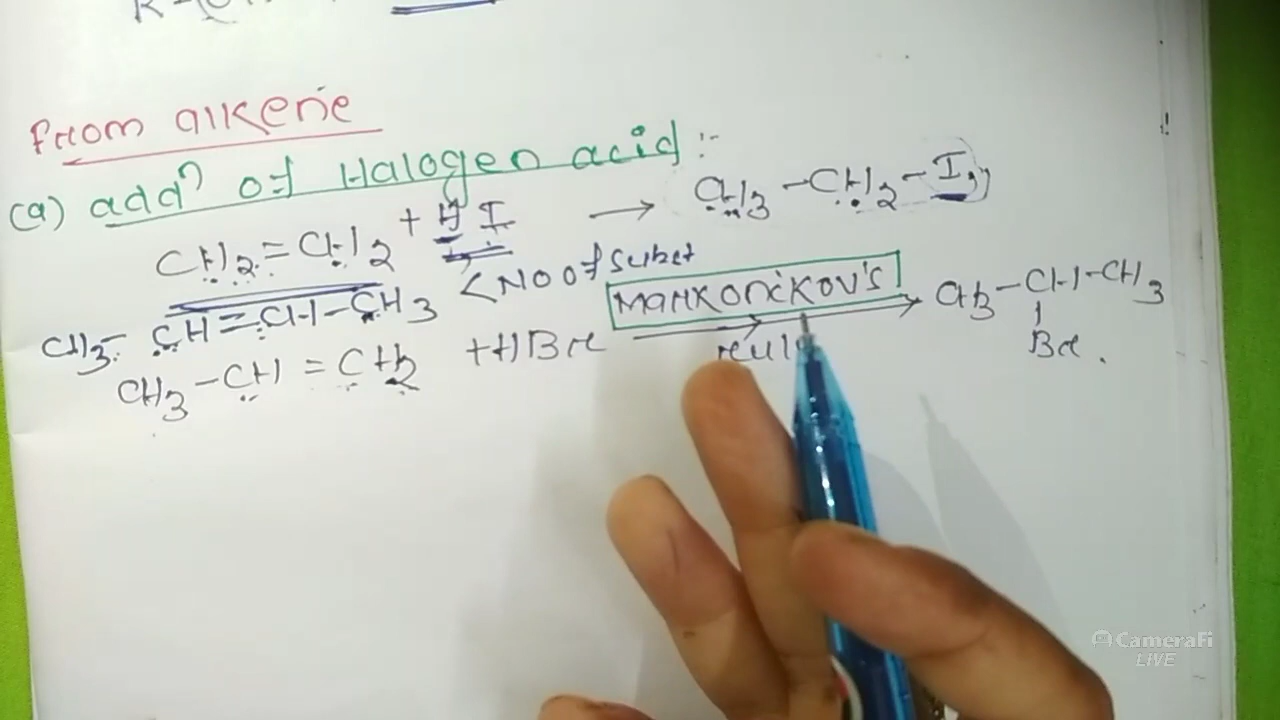 From alkene
(a) addn of Halogen acid :-
CH2 = CH2 + H I → CH3 - CH2 - I,,
CH3 - CH = CH - CH3 < NO of Subst
MARKONiKOV'S
CH3 - CH = CH2 + HBr → CH3 - CH - CH3
rule
Br .
CameraFi
LIVE